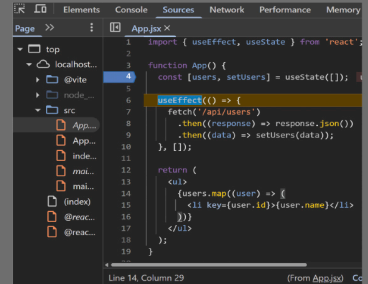 Elements Console Sources Network Performance Memory
Page App.jsx ×
top
localhost...
@vite
node_...
src
App....
App...
inde...
mai...
mai...
(index)
@reac...
@reac...
1 import { useEffect, useState } from 'react';
2
3 function App() {
4 const [users, setUsers] = useState([]);
5
6 useEffect(() => {
7 fetch('/api/users')
8 .then((response) => response.json())
9 .then((data) => setUsers(data));
10 }, []);
11
12 return (
13 <ul>
14 {users.map((user) => (
15 <li key={user.id}>{user.name}</li>
16 ))}
17 </ul>
18 );
19 }
Line 14, Column 29 (From App.jsx) Co